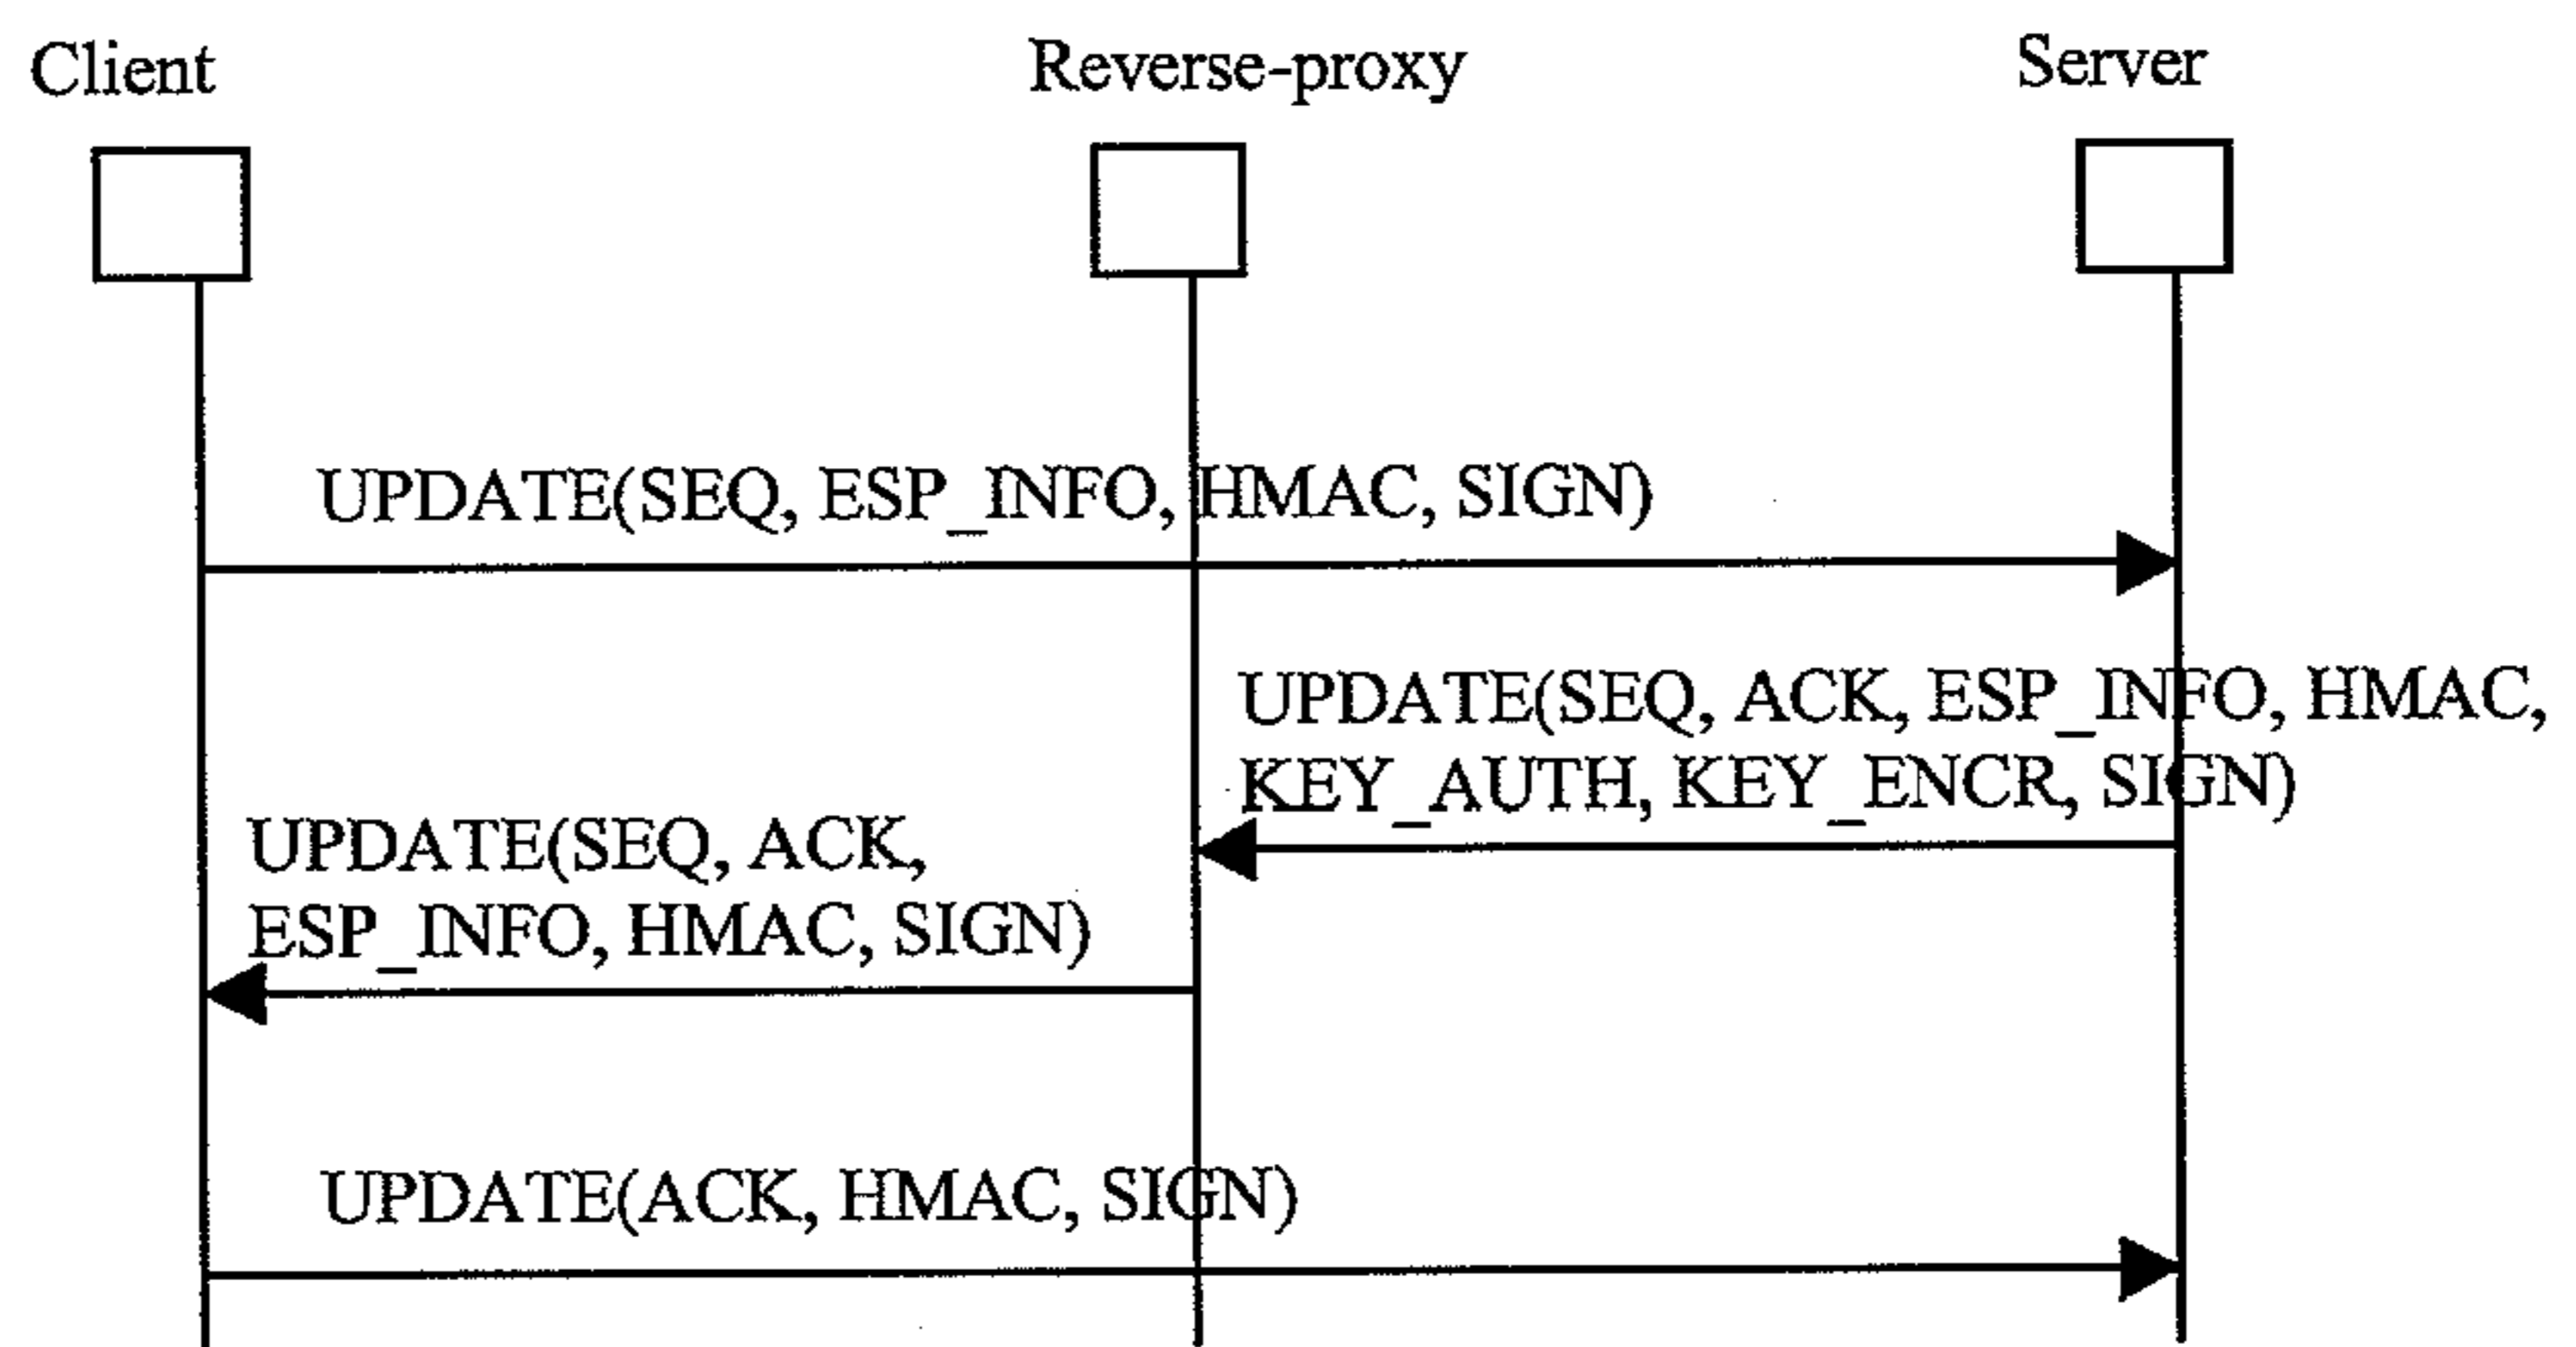 Client
Reverse-proxy
Server
UPDATE(SEQ, ESP_INFO, HMAC, SIGN)
UPDATE(SEQ, ACK, ESP_INFO, HMAC,
KEY_AUTH, KEY_ENCR, SIGN)
UPDATE(SEQ, ACK,
ESP_INFO, HMAC, SIGN)
UPDATE(ACK, HMAC, SIGN)